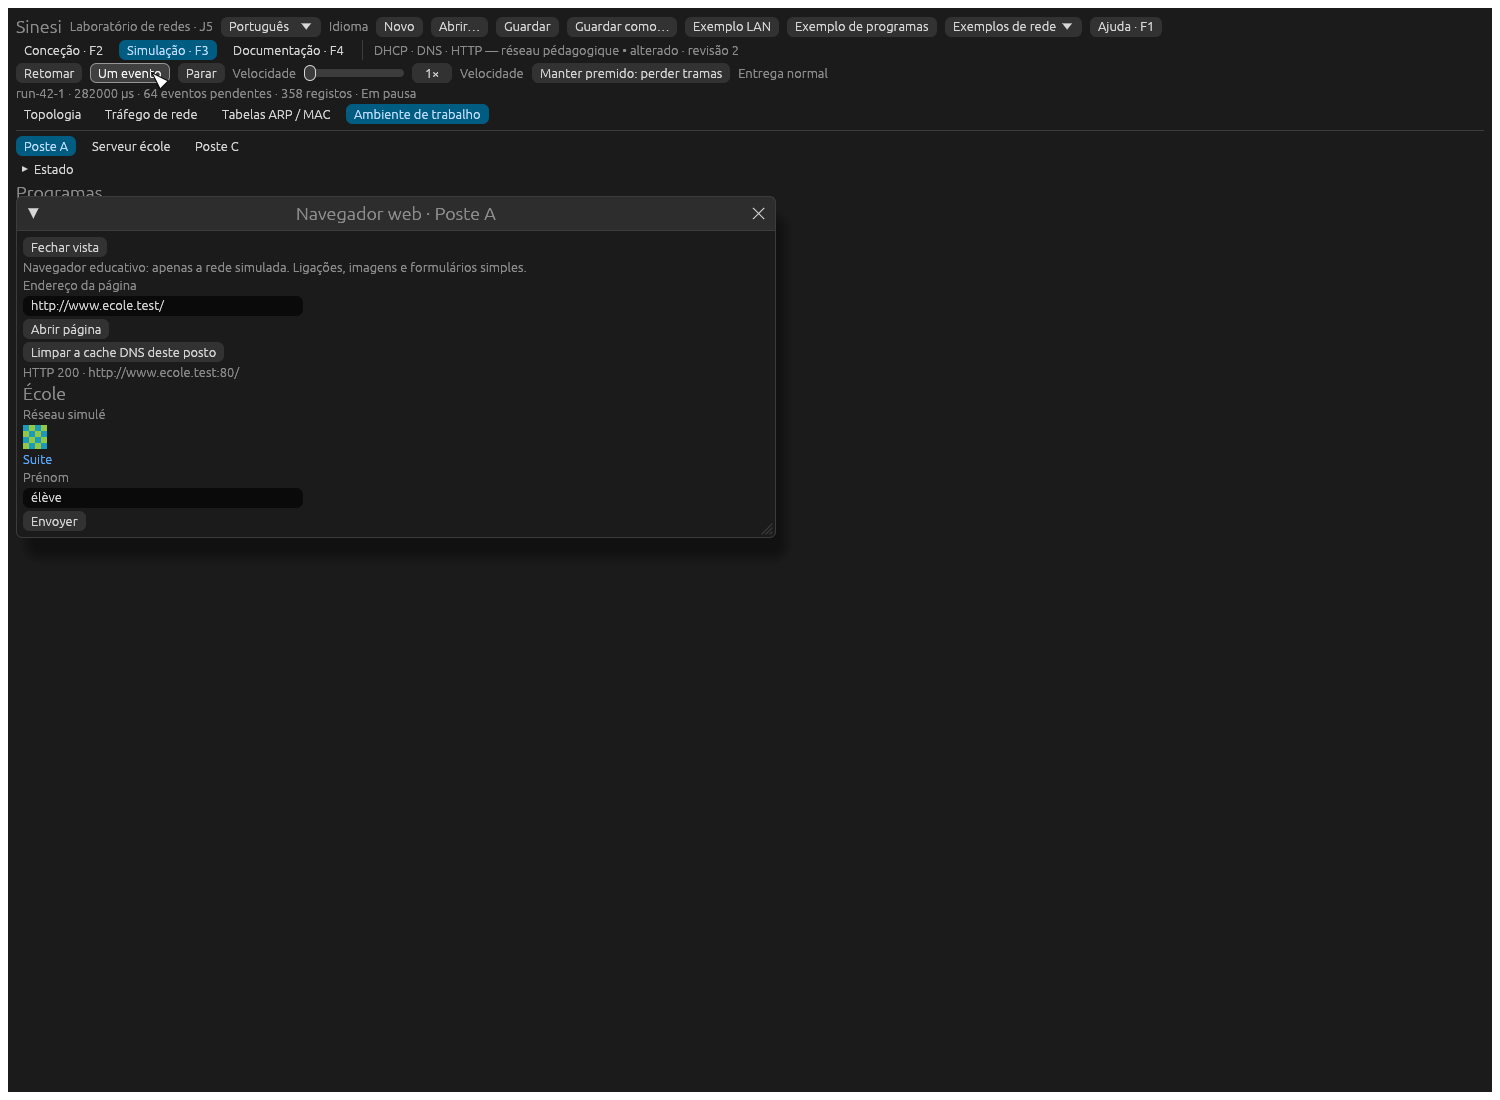 Sinesi Laboratório de redes · J5 Português Idioma Novo Abrir… Guardar Guardar como… Exemplo LAN Exemplo de programas Exemplos de rede Ajuda · F1
Conceção · F2 Simulação · F3 Documentação · F4 DHCP · DNS · HTTP — réseau pédagogique • alterado · revisão 2
Retomar Um evento Parar Velocidade 1× Velocidade Manter premido: perder tramas Entrega normal
run-42-1 · 282000 µs · 64 eventos pendentes · 358 registos · Em pausa
Topologia Tráfego de rede Tabelas ARP / MAC Ambiente de trabalho
Poste A Serveur école Poste C
Estado
Programas
Navegador web · Poste A
Fechar vista
Navegador educativo: apenas a rede simulada. Ligações, imagens e formulários simples.
Endereço da página
http://www.ecole.test/
Abrir página
Limpar a cache DNS deste posto
HTTP 200 · http://www.ecole.test:80/
École
Réseau simulé
Suite
Prénom
élève
Envoyer